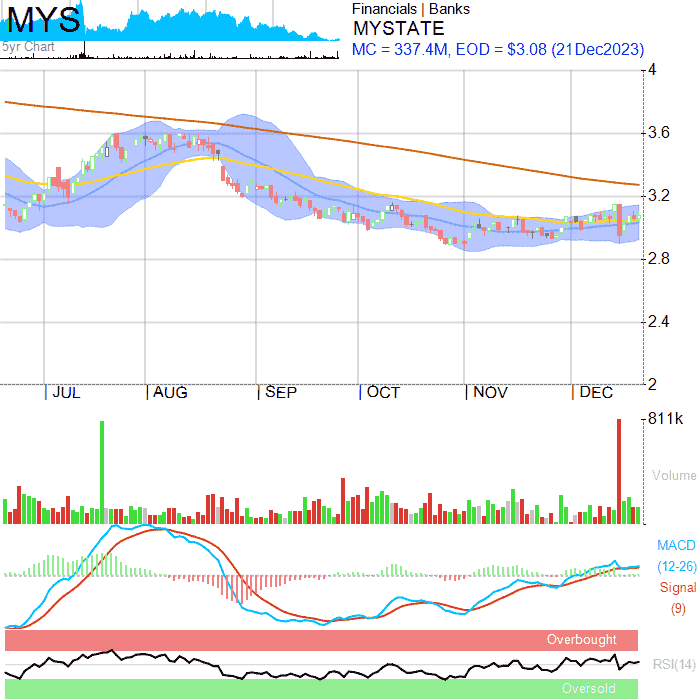 MYS
5yr Chart
Financials | Banks
MYSTATE
MC = 337.4M, EOD = $3.08 (21Dec2023)
4
3.6
3.2
2.8
2.4
2
JUL AUG SEP OCT NOV DEC
811k
Volume
MACD
(12-26)
Signal
(9)
Overbought
RSI(14)
Oversold